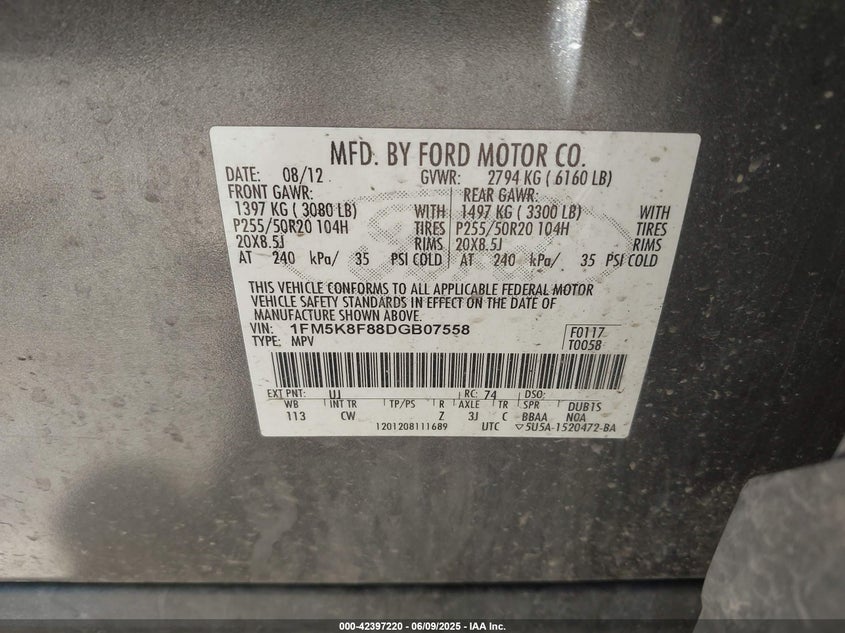 MFD. BY FORD MOTOR CO.
DATE: 08/12 GVWR: 2794 KG ( 6160 LB)
FRONT GAWR: REAR GAWR:
1397 KG ( 3080 LB) WITH 1497 KG ( 3300 LB) WITH
P255/50R20 104H TIRES P255/50R20 104H TIRES
20X8.5J RIMS 20X8.5J RIMS
AT 240 kPa/ 35 PSI COLD AT 240 kPa/ 35 PSI COLD
THIS VEHICLE CONFORMS TO ALL APPLICABLE FEDERAL MOTOR
VEHICLE SAFETY STANDARDS IN EFFECT ON THE DATE OF
MANUFACTURE SHOWN ABOVE.
VIN: 1FM5K8F88DGB07558 F0117
TYPE: MPV T0058
EXT PNT: UJ RC: 74 DSO:
WB INT TR TP/PS R AXLE TR SPR DUB1S
113 CW Z 3J C BBAA N0A
1201208111689 UTC ▽5U5A-1520472-BA
000-42397220 - 06/09/2025 - IAA Inc.